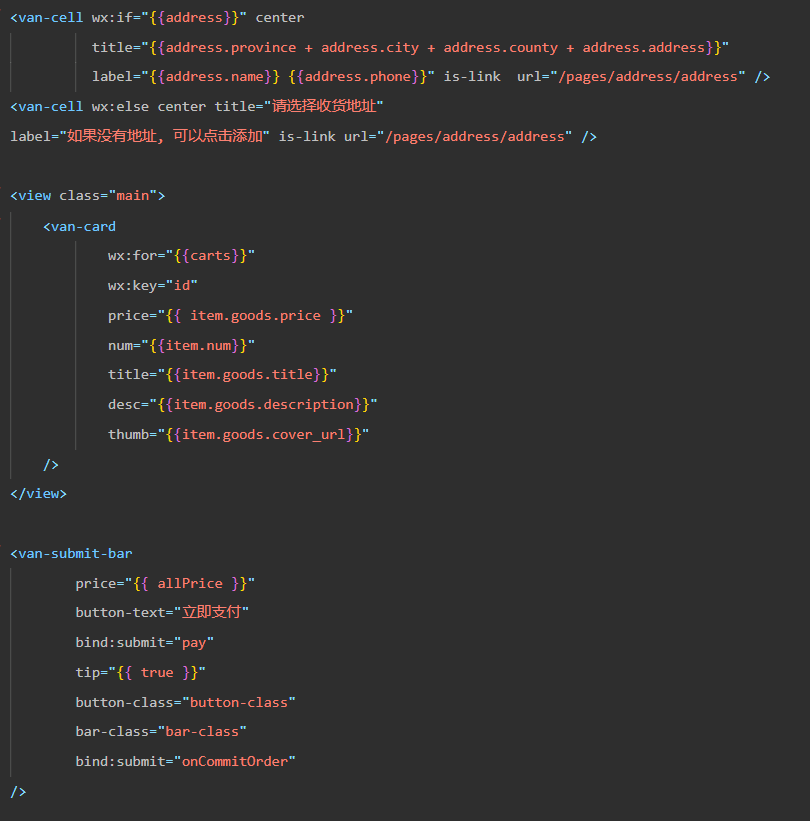 <van-cell wx:if="{{address}}" center
title="{{address.province + address.city + address.county + address.address}}"
label="{{address.name}} {{address.phone}}" is-link  url="/pages/address/address" />
<van-cell wx:else center title="请选择收货地址"
label="如果没有地址, 可以点击添加" is-link url="/pages/address/address" />
<view class="main">
<van-card
wx:for="{{carts}}"
wx:key="id"
price="{{ item.goods.price }}"
num="{{item.num}}"
title="{{item.goods.title}}"
desc="{{item.goods.description}}"
thumb="{{item.goods.cover_url}}"
/>
</view>
<van-submit-bar
price="{{ allPrice }}"
button-text="立即支付"
bind:submit="pay"
tip="{{ true }}"
button-class="button-class"
bar-class="bar-class"
bind:submit="onCommitOrder"
/>